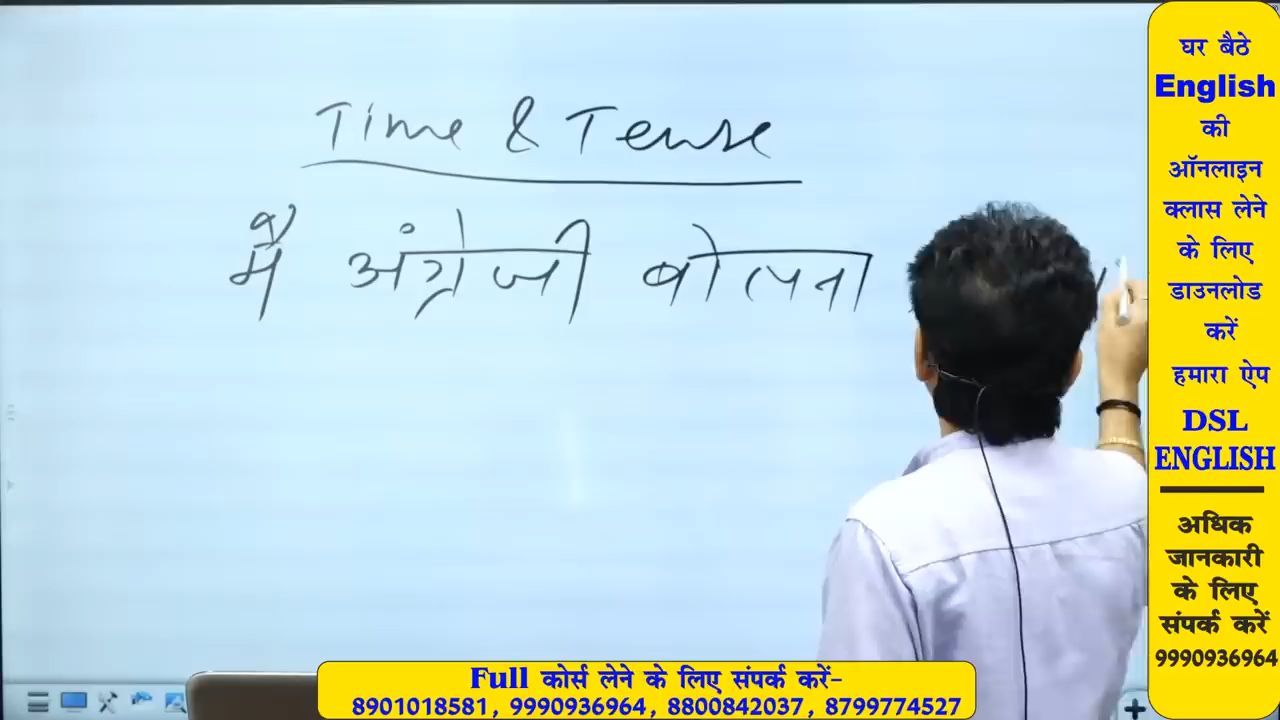 Time & Tense
मैं अंग्रेजी बोलना
घर बैठे
English
की
ऑनलाइन
क्लास लेने
के लिए
डाउनलोड
करें
हमारा ऐप
DSL
ENGLISH
अधिक
जानकारी
के लिए
संपर्क करें
9990936964
Full कोर्स लेने के लिए संपर्क करें-
8901018581, 9990936964, 8800842037, 8799774527